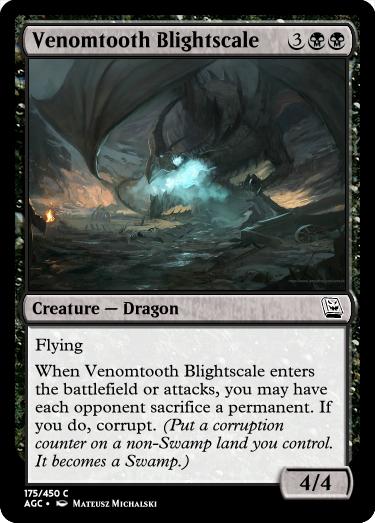 Venomtooth Blightscale 3
Creature — Dragon
Flying
When Venomtooth Blightscale enters
the battlefield or attacks, you may have
each opponent sacrifice a permanent. If
you do, corrupt. (Put a corruption
counter on a non-Swamp land you control.
It becomes a Swamp.)
4/4
175/450 C
AGC • Mateusz Michalski